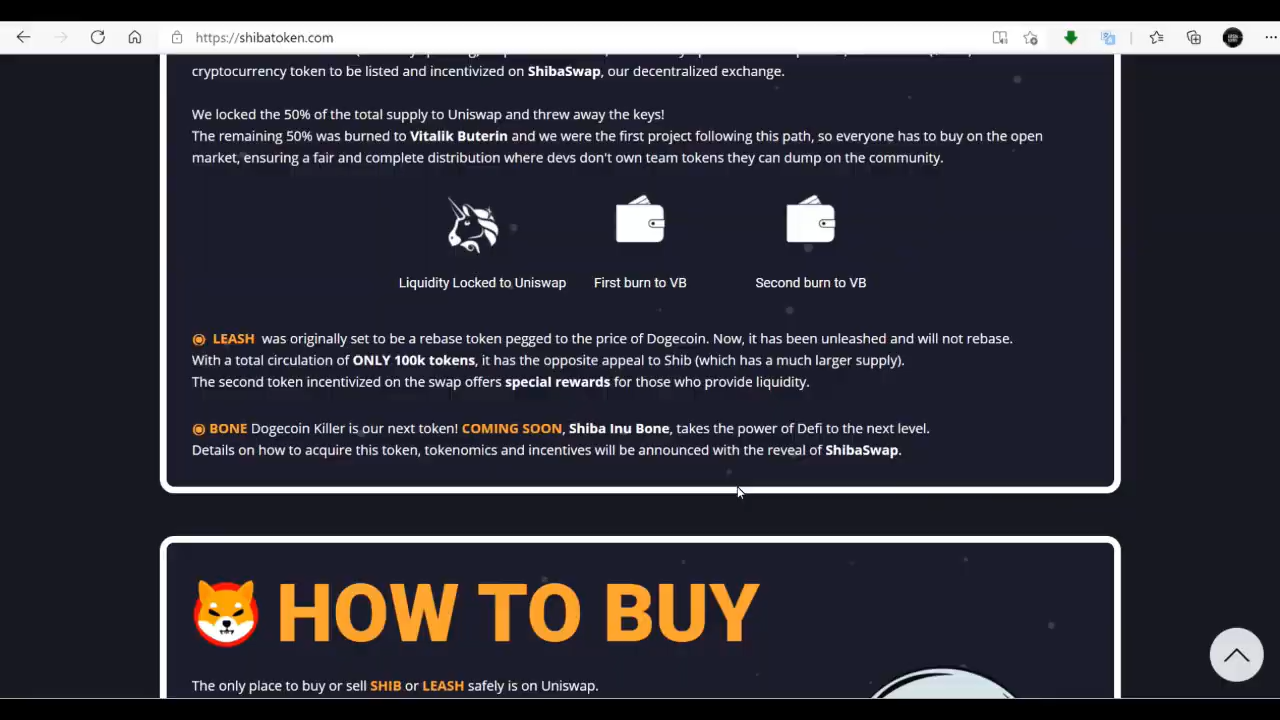 https://shibatoken.com
cryptocurrency token to be listed and incentivized on ShibaSwap, our decentralized exchange.
We locked the 50% of the total supply to Uniswap and threw away the keys!
The remaining 50% was burned to Vitalik Buterin and we were the first project following this path, so everyone has to buy on the open
market, ensuring a fair and complete distribution where devs don't own team tokens they can dump on the community.
Liquidity Locked to Uniswap First burn to VB Second burn to VB
LEASH was originally set to be a rebase token pegged to the price of Dogecoin. Now, it has been unleashed and will not rebase.
With a total circulation of ONLY 100k tokens, it has the opposite appeal to Shib (which has a much larger supply).
The second token incentivized on the swap offers special rewards for those who provide liquidity.
BONE Dogecoin Killer is our next token! COMING SOON, Shiba Inu Bone, takes the power of Defi to the next level.
Details on how to acquire this token, tokenomics and incentives will be announced with the reveal of ShibaSwap.
HOW TO BUY
The only place to buy or sell SHIB or LEASH safely is on Uniswap.